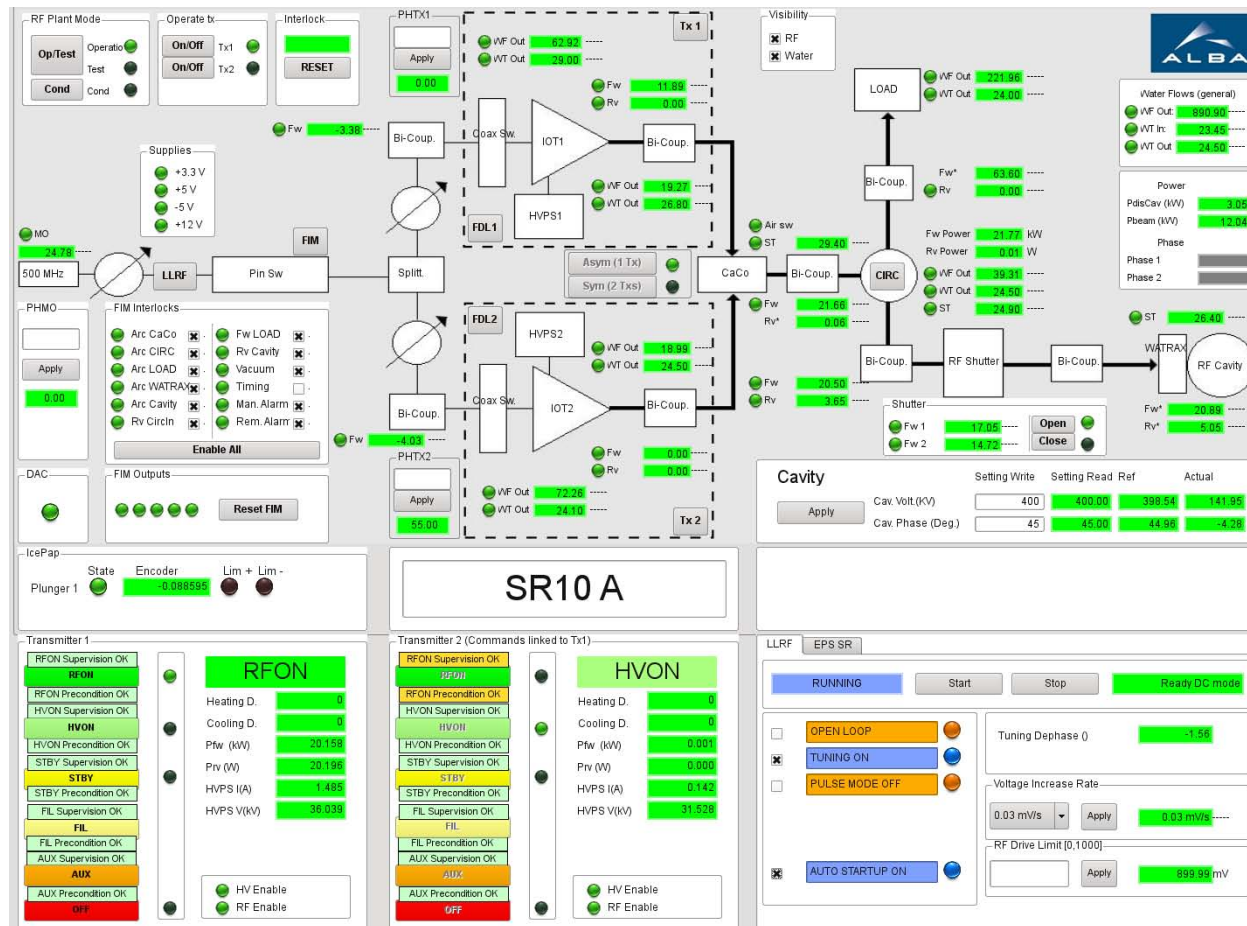 RF Plant Mode
Op/Test
Operatio
Test
Cond
Cond
Operate tx
On/Off Tx1
On/Off Tx2
Interlock
RESET
PHTX1
Apply
0.00
Tx 1
WF Out 62.92 -----
WT Out 29.00 -----
Fw 11.89 -----
Rv 0.00 -----
Visibility
RF
Water
LOAD
WF Out 221.96 -----
WT Out 24.00 -----
ALBA
Water Flows (general)
WF Out: 890.90
WT In: 23.45
WT Out 24.50
Fw -3.38 -----
Bi-Coup.
Coax Sw.
IOT1
Bi-Coup.
HVPS1
WF Out 19.27 -----
WT Out 26.80 -----
FDL1
Supplies
+3.3 V
+5 V
-5 V
+12 V
Bi-Coup.
Fw* 63.60 -----
Rv 0.00 -----
Power
PdisCav (kW) 3.05
Pbeam (kW) 12.04
Phase
Phase 1
Phase 2
MO
24.78 -----
500 MHz
LLRF
Pin Sw
FIM
Splitt.
Asym (1 Tx)
Sym (2 Txs)
Air sw
ST 29.40 -----
CaCo
Bi-Coup.
CIRC
Fw Power 21.77 kW
Rv Power 0.01 W
WF Out 39.31 -----
WT Out 24.50 -----
ST 24.90 -----
Fw 21.66 -----
Rv* 0.06 -----
ST 26.40 -----
PHMO
Apply
0.00
FIM Interlocks
Arc CaCo . Fw LOAD .
Arc CIRC . Rv Cavity .
Arc LOAD . Vacuum .
Arc WATRAX . Timing .
Arc Cavity . Man. Alarm .
Rv CircIn . Rem. Alarm .
Enable All
FDL2
HVPS2
WF Out 18.99 -----
WT Out 24.50 -----
Bi-Coup.
Coax Sw.
IOT2
Bi-Coup.
Fw -4.03 -----
Fw 0.00 -----
Rv 0.00 -----
WF Out 72.26 -----
WT Out 24.10 -----
Tx 2
PHTX2
Apply
55.00
Bi-Coup.
RF Shutter
Bi-Coup.
WATRAX
RF Cavity
Fw 20.50 -----
Rv 3.65 -----
Fw* 20.89 -----
Rv* 5.05 -----
Shutter
Fw 1 17.05 -----
Fw 2 14.72 -----
Open
Close
DAC
FIM Outputs
Reset FIM
Cavity
Setting Write Setting Read Ref Actual
Apply
Cav. Volt.(KV) 400 400.00 398.54 141.95
Cav. Phase (Deg.) 45 45.00 44.96 -4.28
IcePap
State Encoder Lim + Lim -
Plunger 1 -0.088595
SR10 A
Transmitter 1
RFON Supervision OK
RFON
RFON Precondition OK
HVON Supervision OK
HVON
HVON Precondition OK
STBY Supervision OK
STBY
STBY Precondition OK
FIL Supervision OK
FIL
FIL Precondition OK
AUX Supervision OK
AUX
AUX Precondition OK
OFF
RFON
Heating D. 0
Cooling D. 0
Pfw (kW) 20.158
Prv (W) 20.196
HVPS I(A) 1.485
HVPS V(kV) 36.039
HV Enable
RF Enable
Transmitter 2 (Commands linked to Tx1)
RFON Supervision OK
RFON
RFON Precondition OK
HVON Supervision OK
HVON
HVON Precondition OK
STBY Supervision OK
STBY
STBY Precondition OK
FIL Supervision OK
FIL
FIL Precondition OK
AUX Supervision OK
AUX
AUX Precondition OK
OFF
HVON
Heating D. 0
Cooling D. 0
Pfw (kW) 0.001
Prv (W) 0.000
HVPS I(A) 0.142
HVPS V(kV) 31.528
HV Enable
RF Enable
LLRF EPS SR
RUNNING Start Stop Ready DC mode
OPEN LOOP
TUNING ON
PULSE MODE OFF
AUTO STARTUP ON
Tuning Dephase () -1.56
Voltage Increase Rate
0.03 mV/s Apply 0.03 mV/s -----
RF Drive Limit [0,1000]
Apply 899.99 mV